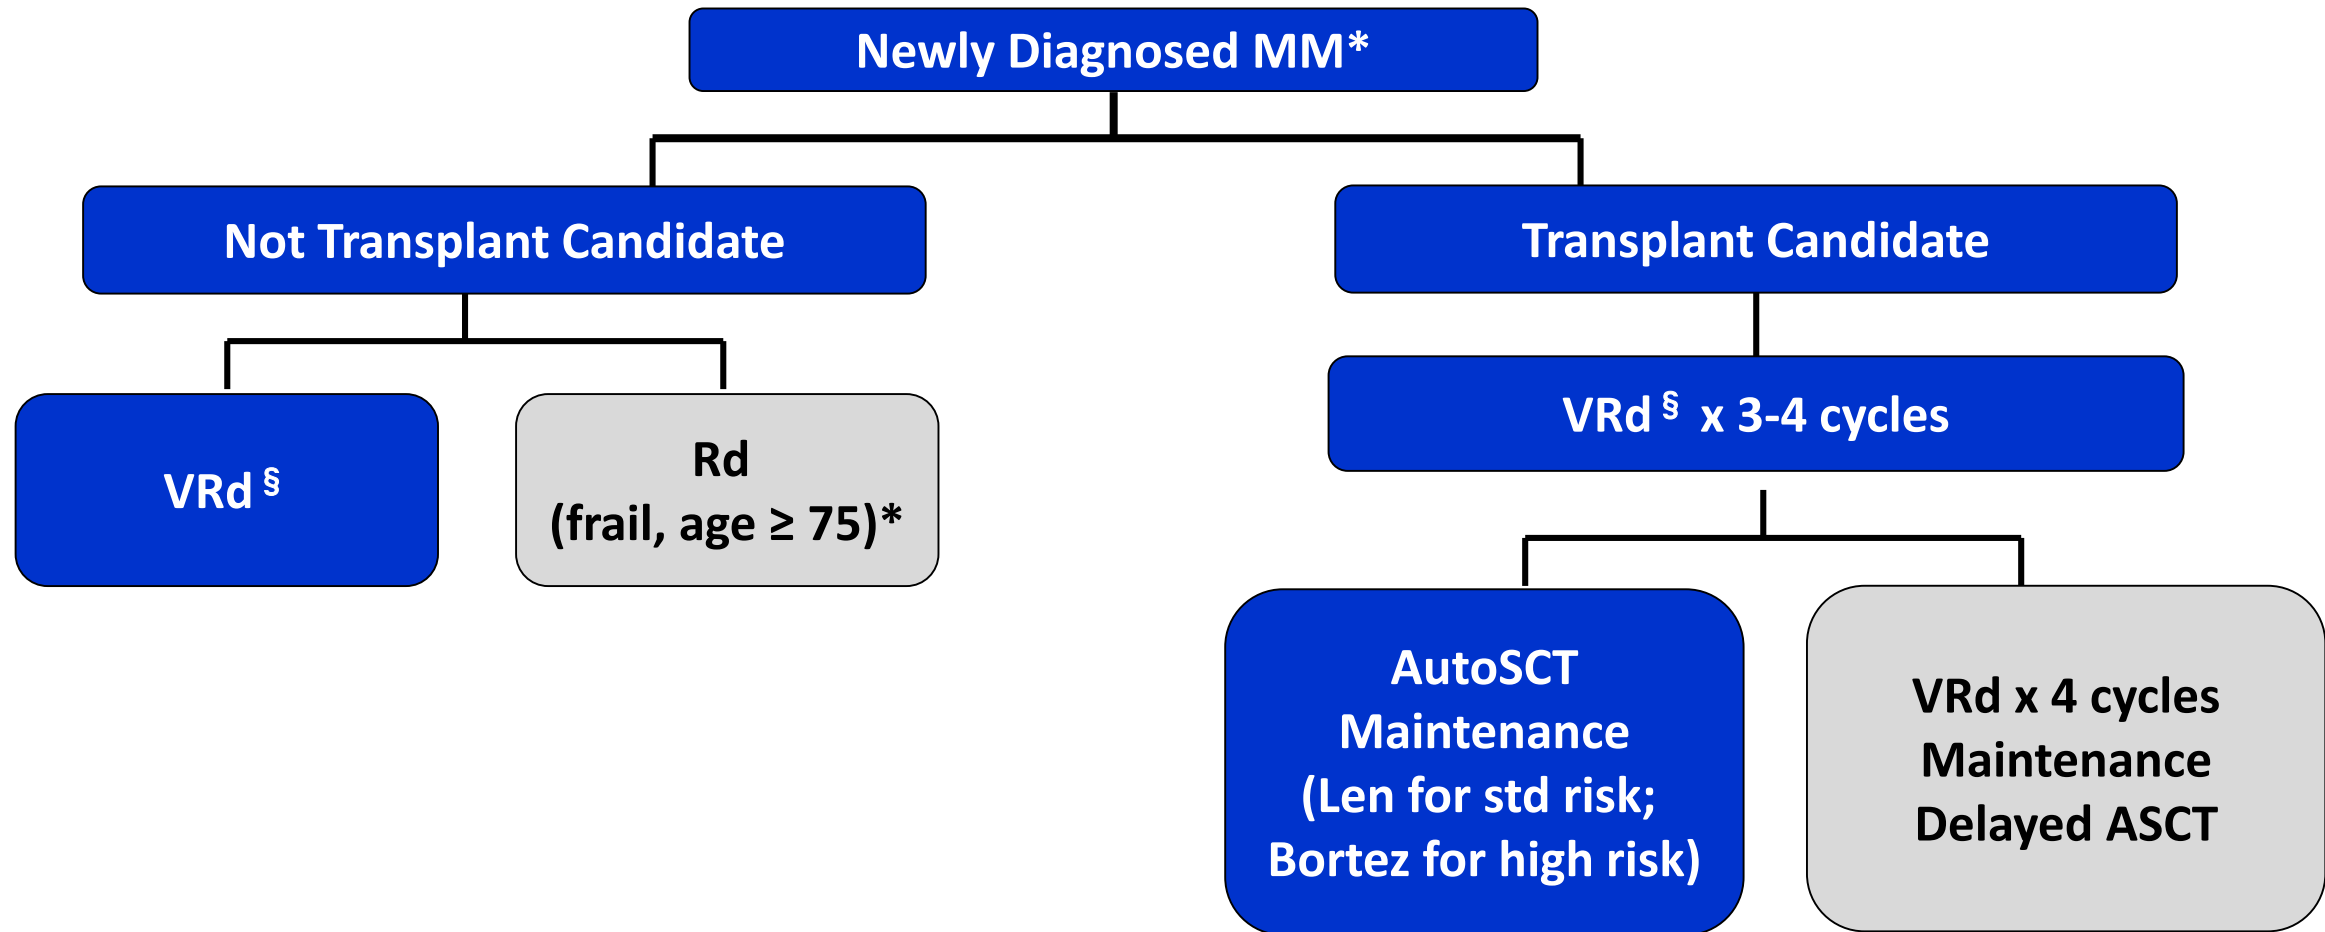 Newly Diagnosed MM*
Not Transplant Candidate
Transplant Candidate
VRd §
Rd
(frail, age ≥ 75)*
VRd § x 3-4 cycles
AutoSCT
Maintenance
(Len for std risk;
Bortez for high risk)
VRd x 4 cycles
Maintenance
Delayed ASCT